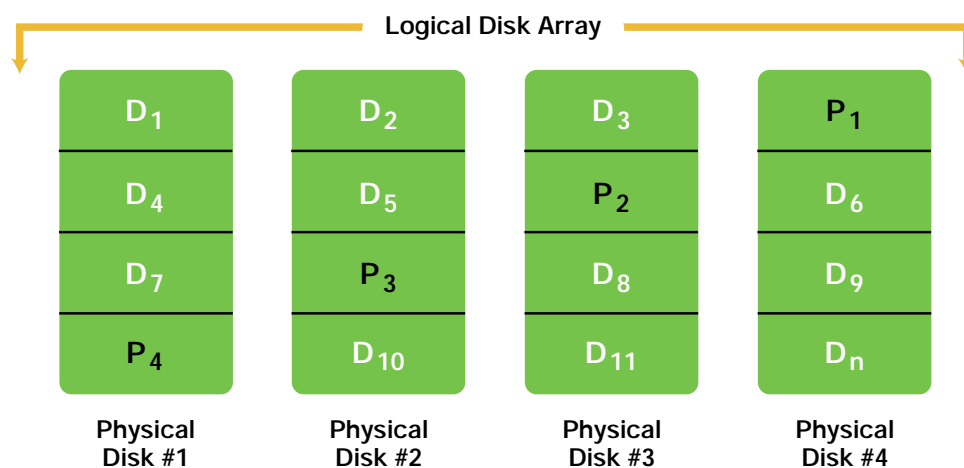 Logical Disk Array
D1 D2 D3 P1
D4 D5 P2 D6
D7 P3 D8 D9
P4 D10 D11 Dn
Physical Disk #1
Physical Disk #2
Physical Disk #3
Physical Disk #4